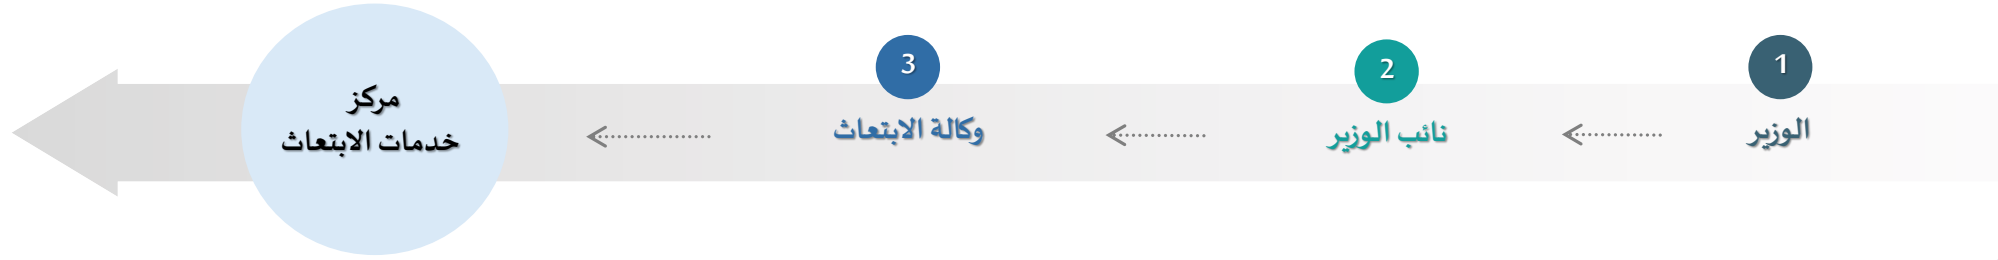 1
الوزير
2
نائب الوزير
3
وكالة الابتعاث
مركز
خدمات الابتعاث